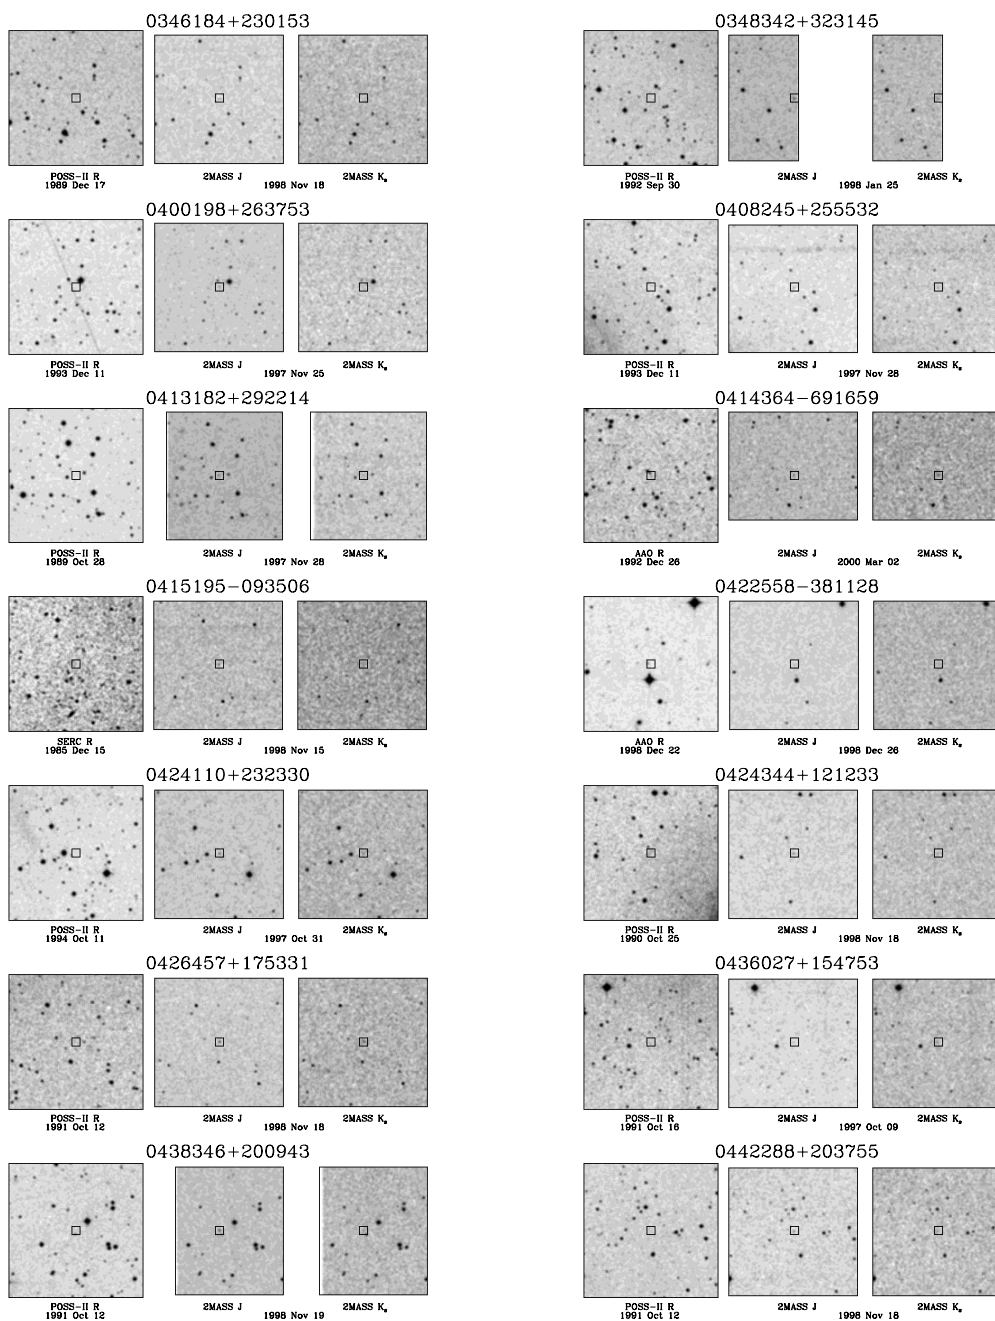 0346184+230153
POSS-II R
1989 Dec 17
2MASS J
1998 Nov 18
2MASS Ks
0348342+323145
POSS-II R
1992 Sep 30
2MASS J
1998 Jan 25
2MASS Ks
0400198+263753
POSS-II R
1993 Dec 11
2MASS J
1997 Nov 25
2MASS Ks
0408245+255532
POSS-II R
1993 Dec 11
2MASS J
1997 Nov 28
2MASS Ks
0413182+292214
POSS-II R
1989 Oct 28
2MASS J
1997 Nov 28
2MASS Ks
0414364-691659
AAO R
1992 Dec 26
2MASS J
2000 Mar 02
2MASS Ks
0415195-093506
SERC R
1985 Dec 15
2MASS J
1998 Nov 15
2MASS Ks
0422558-381128
AAO R
1998 Dec 22
2MASS J
1998 Dec 26
2MASS Ks
0424110+232330
POSS-II R
1994 Oct 11
2MASS J
1997 Oct 31
2MASS Ks
0424344+121233
POSS-II R
1990 Oct 25
2MASS J
1998 Nov 18
2MASS Ks
0426457+175331
POSS-II R
1991 Oct 12
2MASS J
1998 Nov 18
2MASS Ks
0436027+154753
POSS-II R
1991 Oct 16
2MASS J
1997 Oct 09
2MASS Ks
0438346+200943
POSS-II R
1991 Oct 12
2MASS J
1998 Nov 19
2MASS Ks
0442288+203755
POSS-II R
1991 Oct 12
2MASS J
1998 Nov 18
2MASS Ks